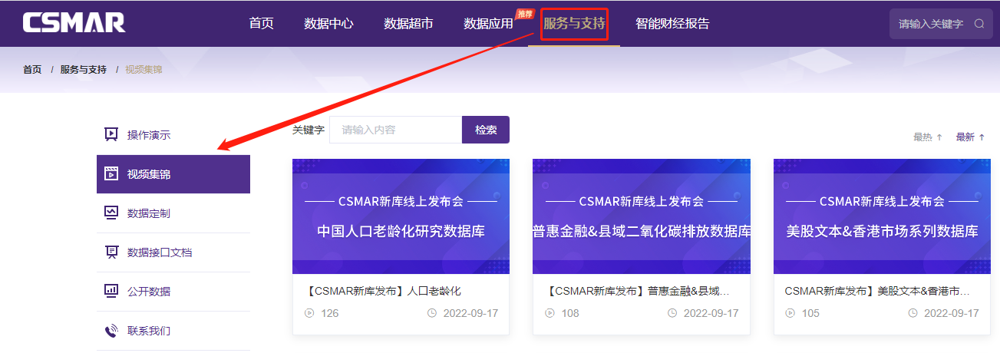 CSMAR 首页 数据中心 数据超市 数据应用 推荐 服务与支持 智能财经报告 请输入关键字
首页 / 服务与支持 / 视频集锦
操作演示
视频集锦
数据定制
数据接口文档
公开数据
联系我们
关键字 请输入内容 检索
最热 ↑ 最新 ↑
CSMAR新库线上发布会
中国人口老龄化研究数据库
【CSMAR新库发布】人口老龄化
126 2022-09-17
CSMAR新库线上发布会
普惠金融&县域二氧化碳排放数据库
【CSMAR新库发布】普惠金融&县域...
108 2022-09-17
CSMAR新库线上发布会
美股文本&香港市场系列数据库
CSMAR新库发布】美股文本&香港市...
105 2022-09-17